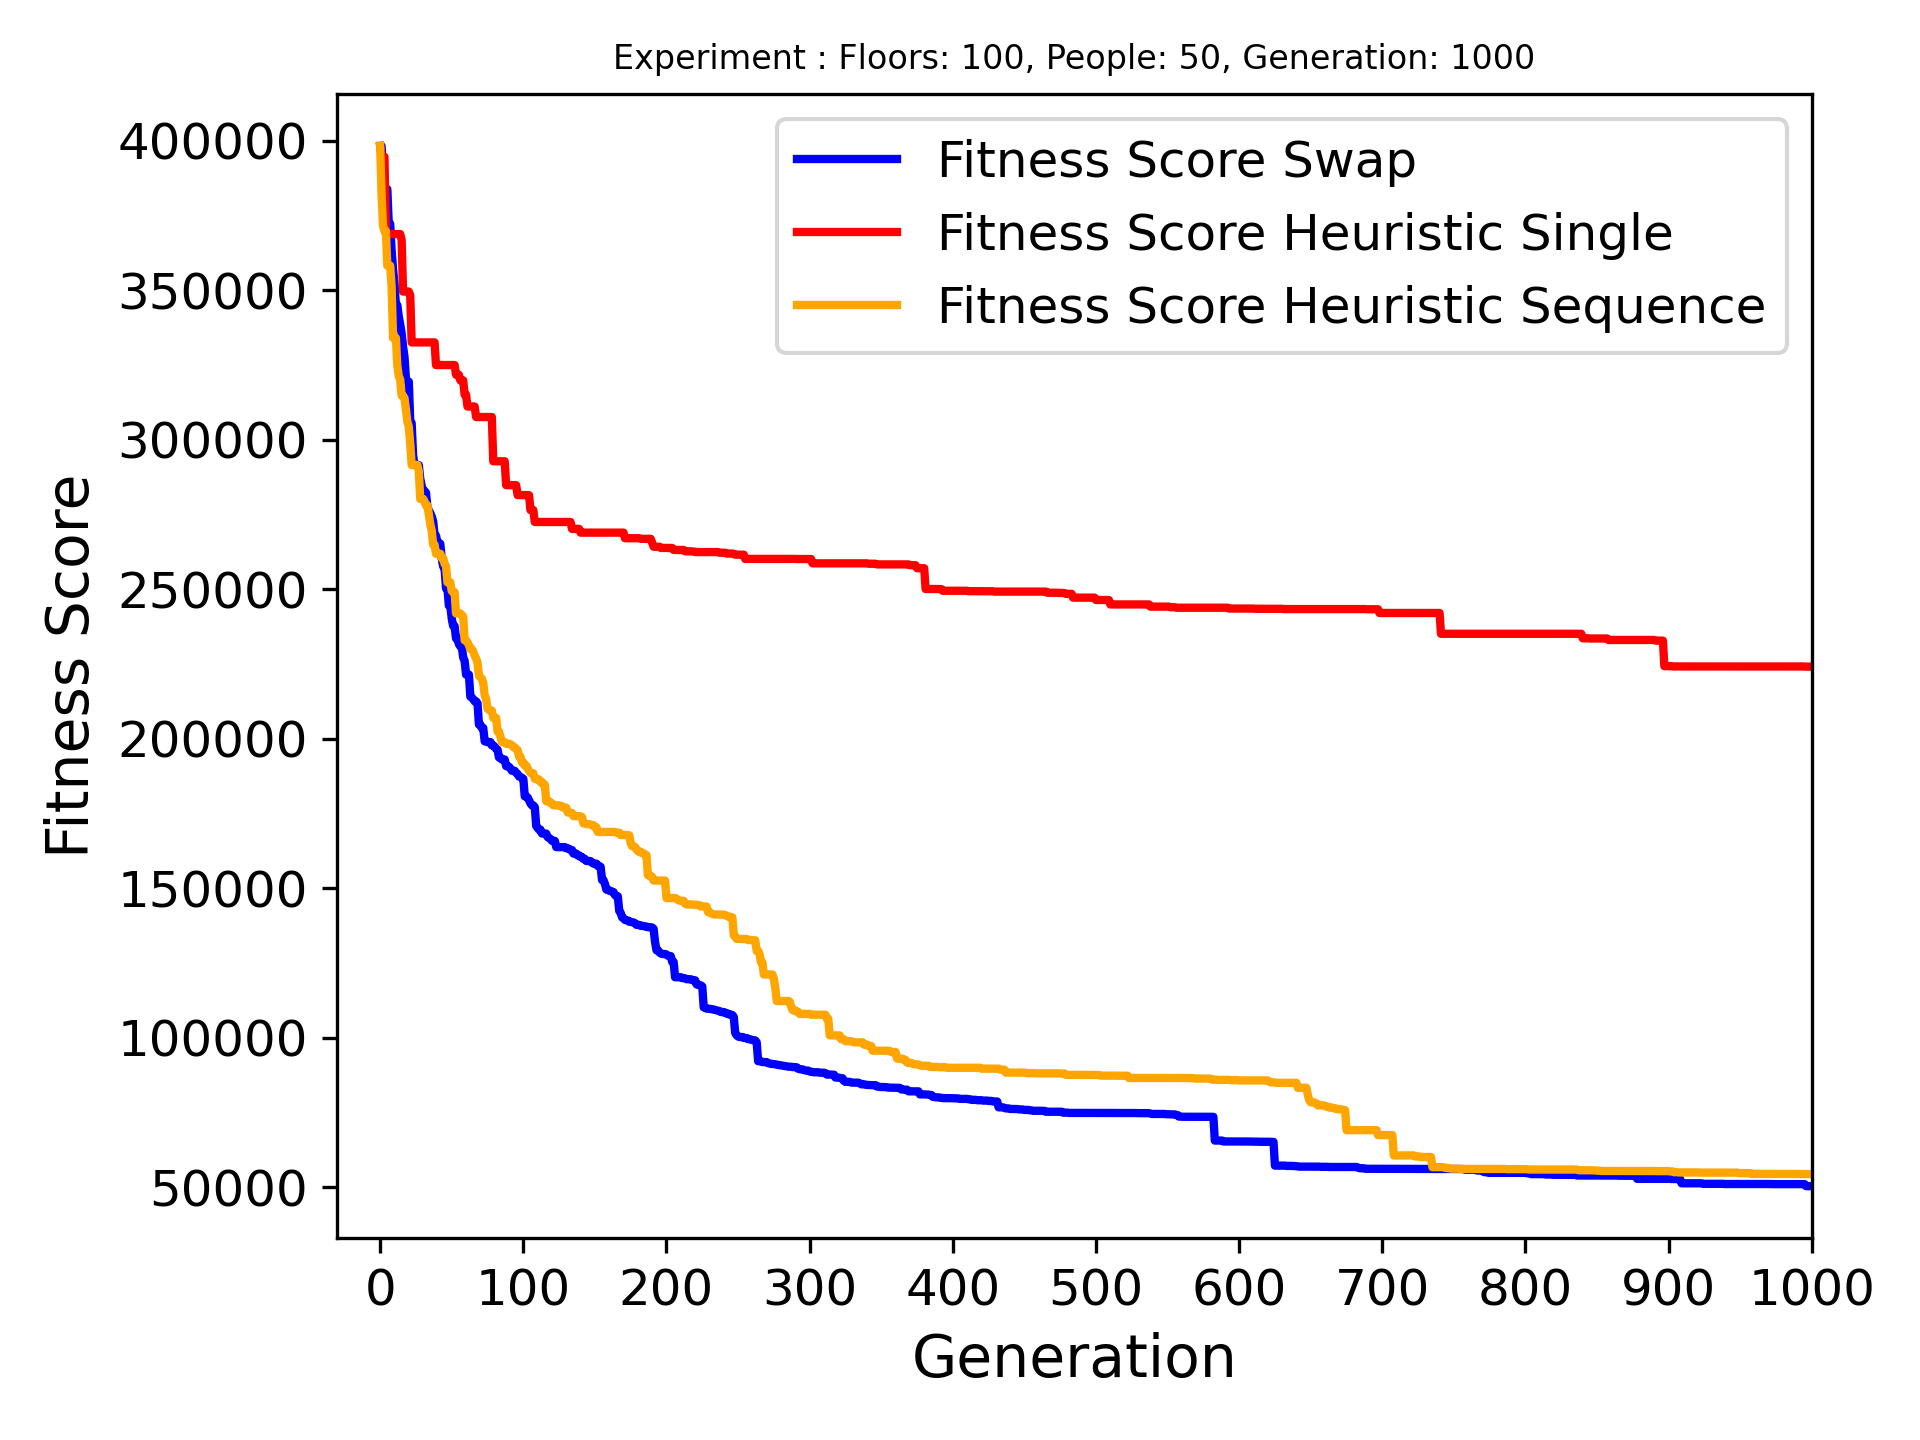 Experiment : Floors: 100, People: 50, Generation: 1000
Fitness Score Swap
Fitness Score Heuristic Single
Fitness Score Heuristic Sequence
400000
350000
300000
250000
200000
150000
100000
50000
Fitness Score
0 100 200 300 400 500 600 700 800 900 1000
Generation